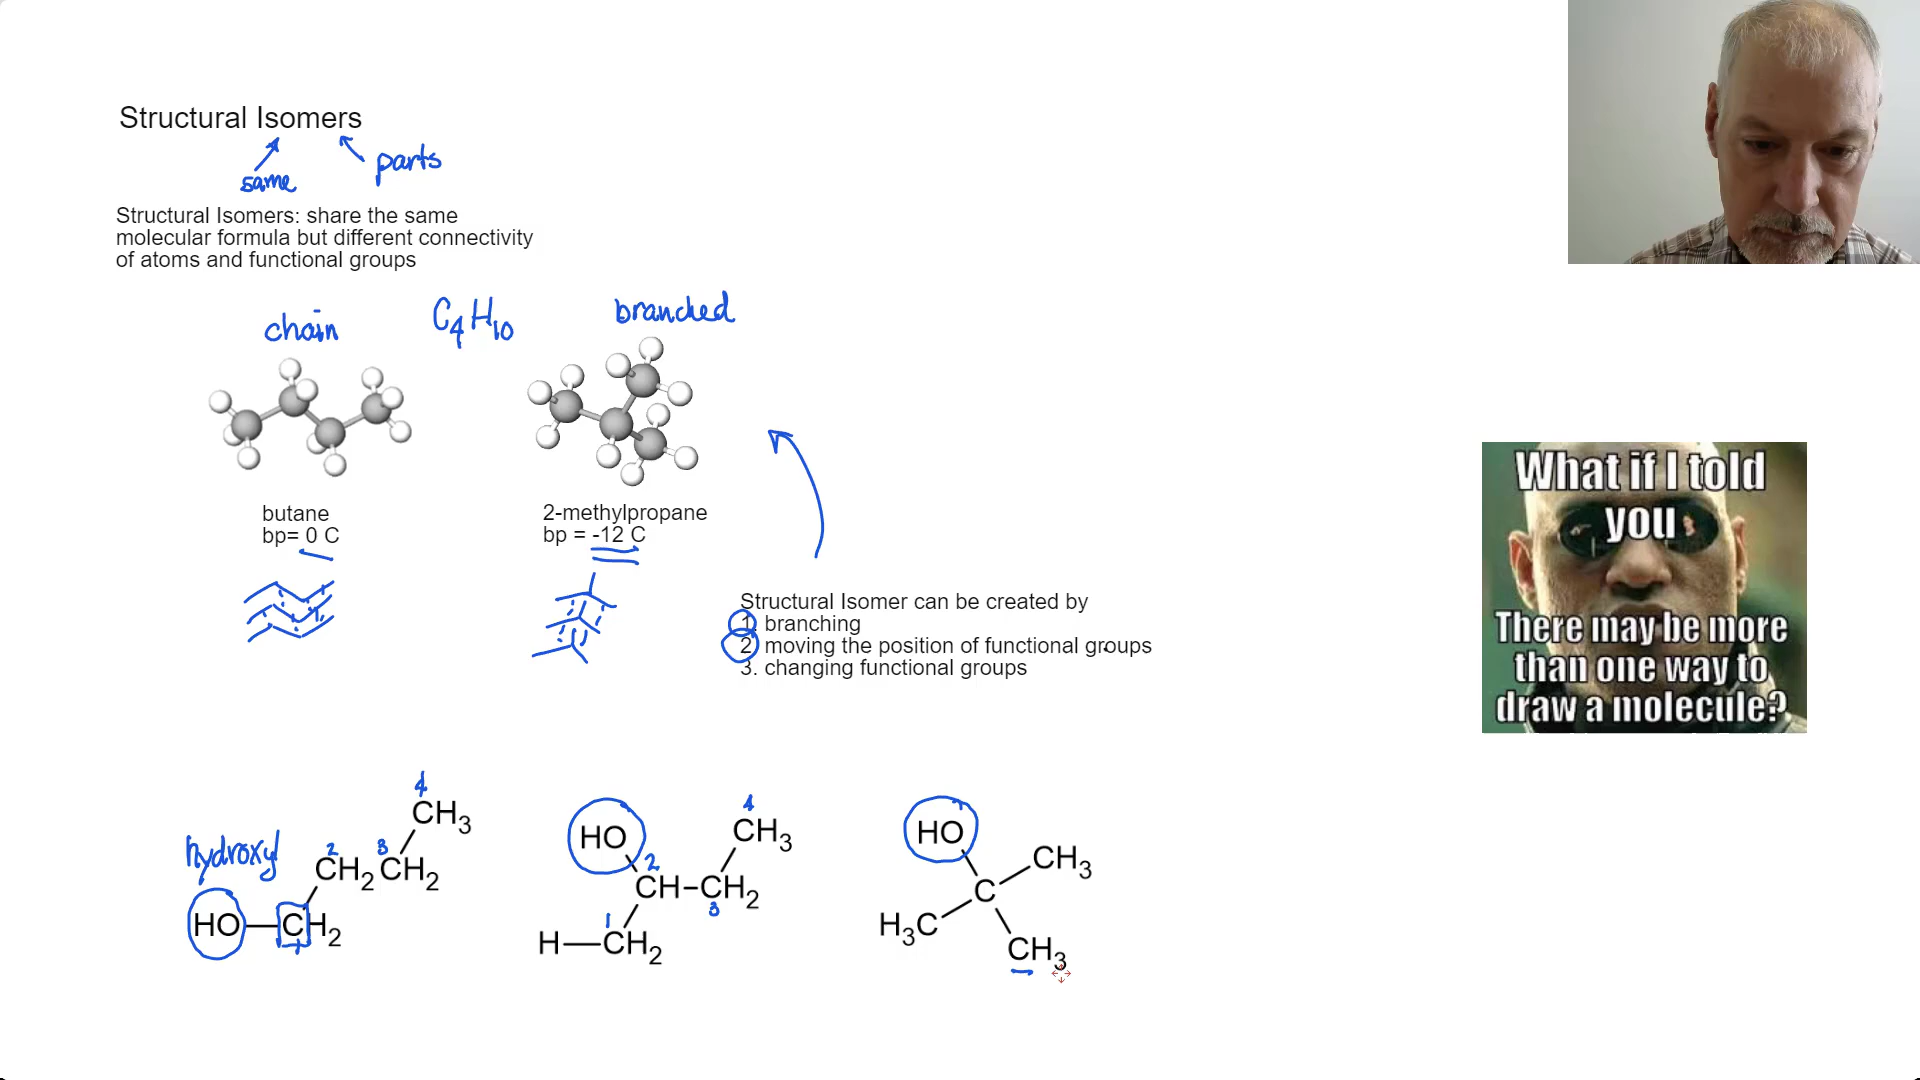 Structural Isomers
same
parts
Structural Isomers: share the same
molecular formula but different connectivity
of atoms and functional groups
chain
C4H10
branched
butane
bp= 0 C
2-methylpropane
bp = -12 C
Structural Isomer can be created by
1. branching
2. moving the position of functional groups
3. changing functional groups
What if I told
you
There may be more
than one way to
draw a molecule?
hydroxyl
4
CH3
2 3
CH2CH2
HO—CH2
1
HO
4
CH3
2
CH-CH2
3
1
H—CH2
HO
CH3
C
H3C
CH3